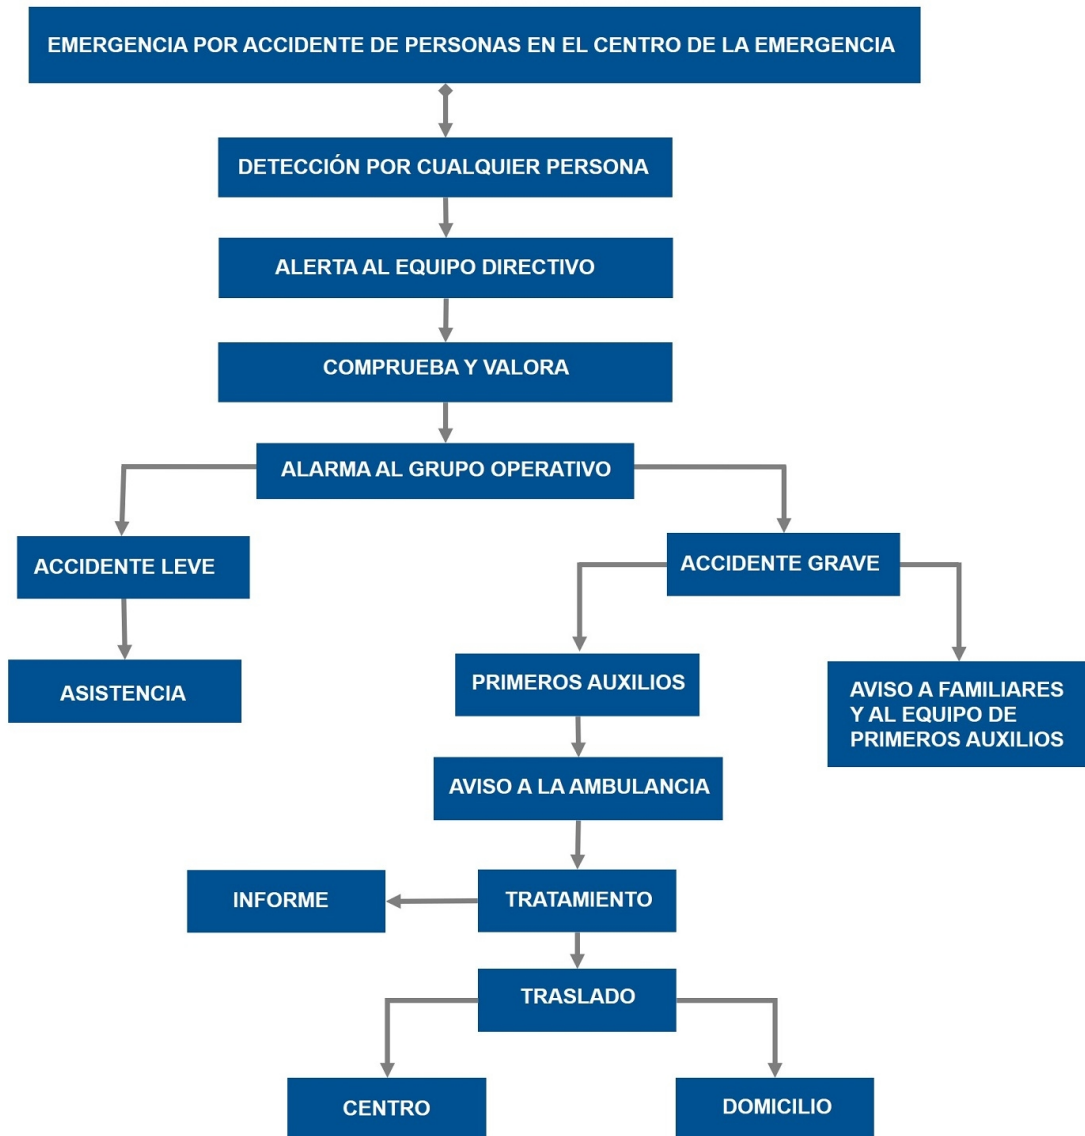 EMERGENCIA POR ACCIDENTE DE PERSONAS EN EL CENTRO DE LA EMERGENCIA
DETECCIÓN POR CUALQUIER PERSONA
ALERTA AL EQUIPO DIRECTIVO
COMPRUEBA Y VALORA
ALARMA AL GRUPO OPERATIVO
ACCIDENTE LEVE
ACCIDENTE GRAVE
ASISTENCIA
PRIMEROS AUXILIOS
AVISO A FAMILIARES
Y AL EQUIPO DE
PRIMEROS AUXILIOS
AVISO A LA AMBULANCIA
INFORME
TRATAMIENTO
TRASLADO
CENTRO
DOMICILIO